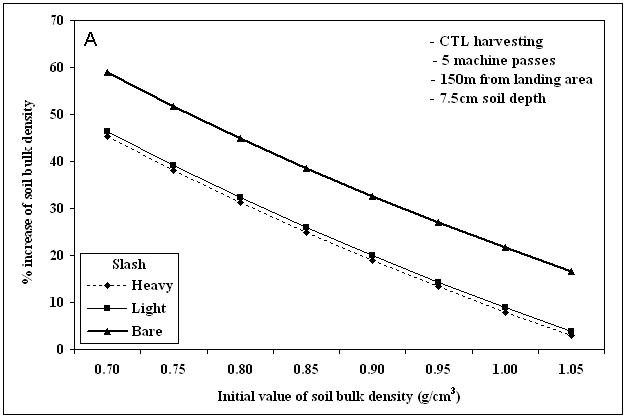 A
- CTL harvesting
- 5 machine passes
- 150m from landing area
- 7.5cm soil depth
% increase of soil bulk density
70
60
50
40
30
20
10
0
Slash
Heavy
Light
Bare
0.70 0.75 0.80 0.85 0.90 0.95 1.00 1.05
Initial value of soil bulk density (g/cm³)